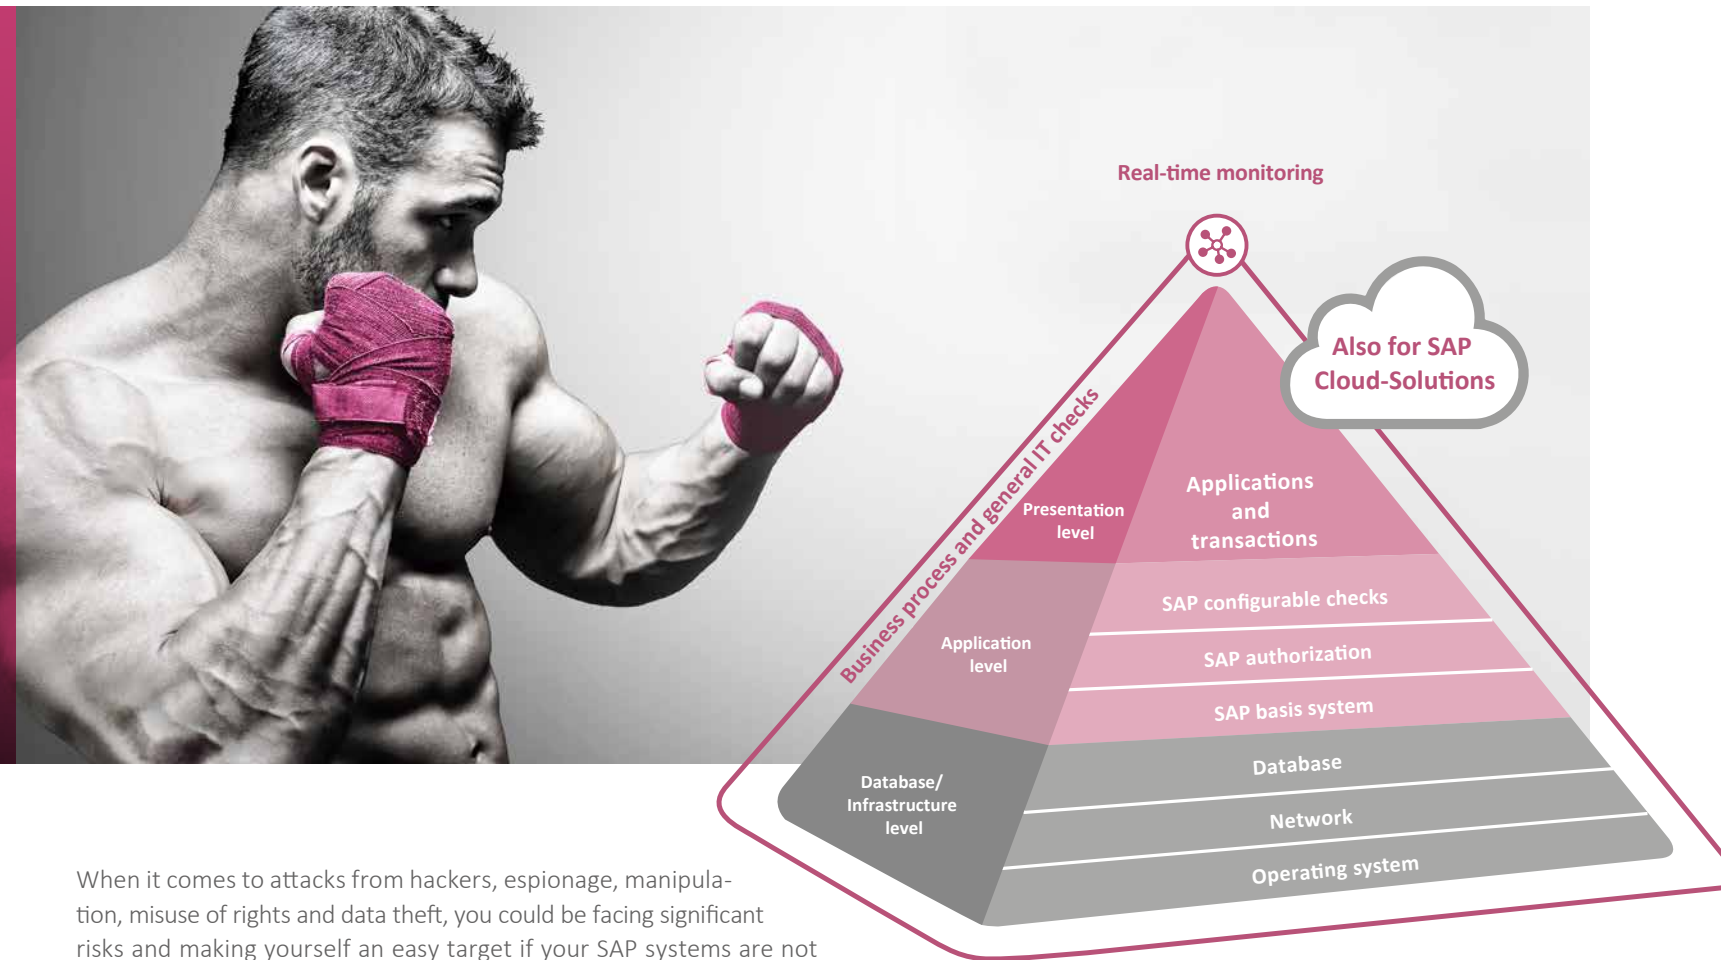 Real-time monitoring
Also for SAP
Cloud-Solutions
Business process and general IT checks
Presentation
level
Applications
and
transactions
SAP configurable checks
Application
level
SAP authorization
SAP basis system
Database/
Infrastructure
level
Database
Network
Operating system
When it comes to attacks from hackers, espionage, manipula-
tion, misuse of rights and data theft, you could be facing significant
risks and making yourself an easy target if your SAP systems are not